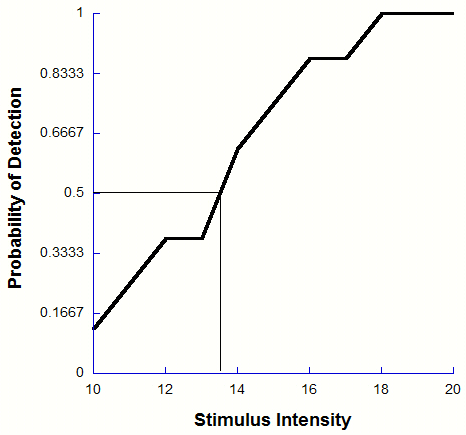 1
0.8333
0.6667
0.5
0.3333
0.1667
0
10 12 14 16 18 20
Probability of Detection
Stimulus Intensity